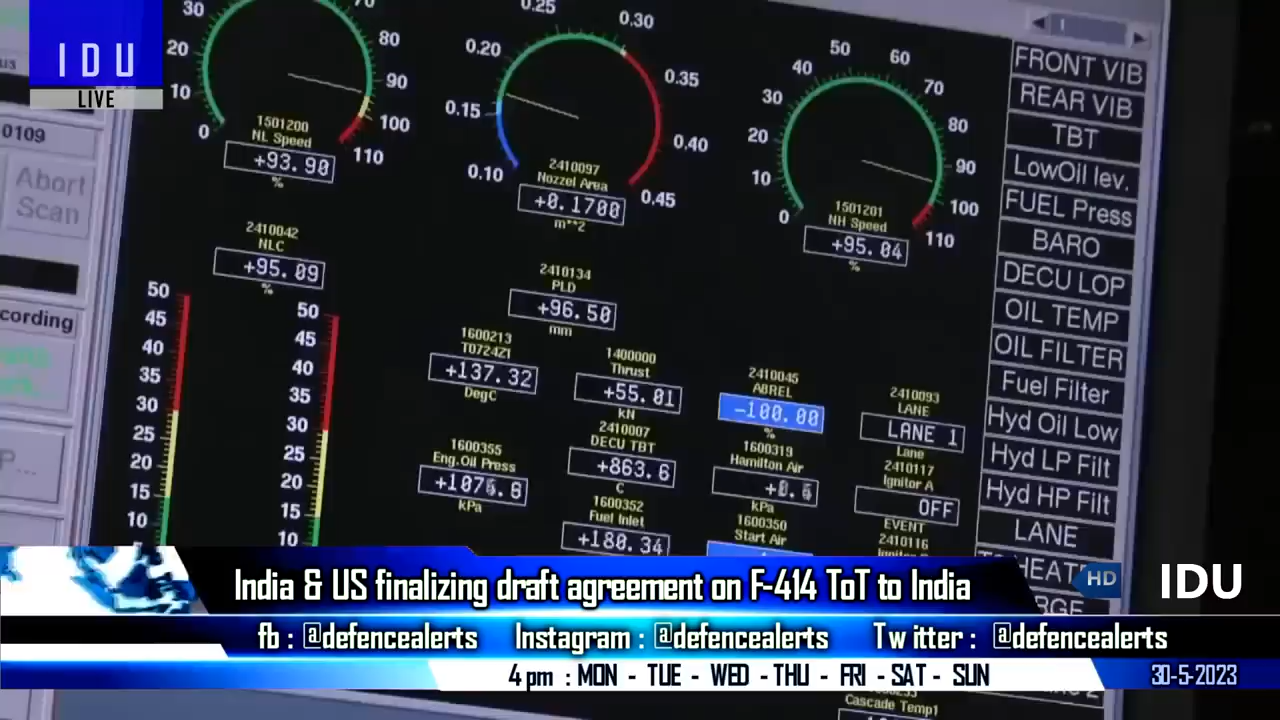 IDU
LIVE
30
20
10
0
70
80
90
100
110
1501200
NL Speed
+93.90
%
0.25
0.30
0.20
0.35
0.15
0.40
0.10
0.45
2410097
Nozzel Area
+0.1700
m**2
50
60
40
70
30
80
20
90
10
100
0
110
1501201
NH Speed
+95.04
%
0109
Abort
Scan
cording
2410042
NLC
+95.09
%
2410134
PLD
+96.50
mm
50
45
40
35
30
25
20
15
10
50
45
40
35
30
25
20
15
10
1600213
T0724Z1
+137.32
DegC
1400000
Thrust
+55.01
kN
2410045
ABREL
-100.00
%
2410093
LANE
LANE 1
Lane
1600355
Eng.Oil Press
+1076.8
kPa
2410007
DECU TBT
+863.6
C
1600319
Hamilton Air
+0.6
kPa
2410117
Ignitor A
OFF
EVENT
2410116
1600352
Fuel Inlet
+180.34
1600350
Start Air
FRONT VIB
REAR VIB
TBT
LowOil lev.
FUEL Press
BARO
DECU LOP
OIL TEMP
OIL FILTER
Fuel Filter
Hyd Oil Low
Hyd LP Filt
Hyd HP Filt
LANE
HD
IDU
India & US finalizing draft agreement on F-414 ToT to India
fb : @defencealerts Instagram : @defencealerts Twitter : @defencealerts
4 pm : MON - TUE - WED - THU - FRI - SAT - SUN
30-5-2023
Cascade Temp1